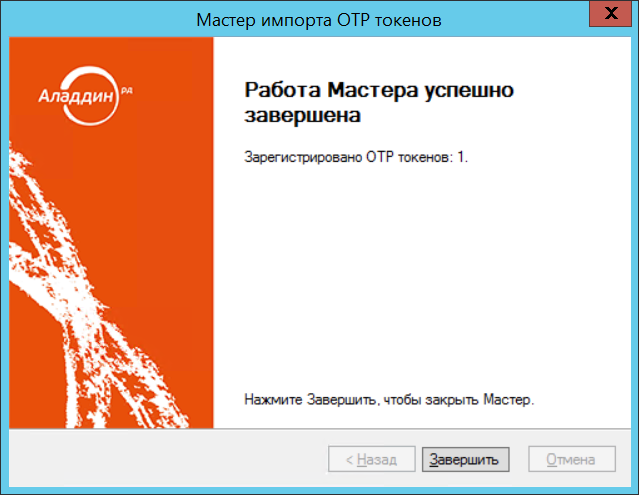 Мастер импорта OTP токенов
X
Аладдин РД
Работа Мастера успешно
завершена
Зарегистрировано OTP токенов: 1.
Нажмите Завершить, чтобы закрыть Мастер.
< Назад
Завершить
Отмена